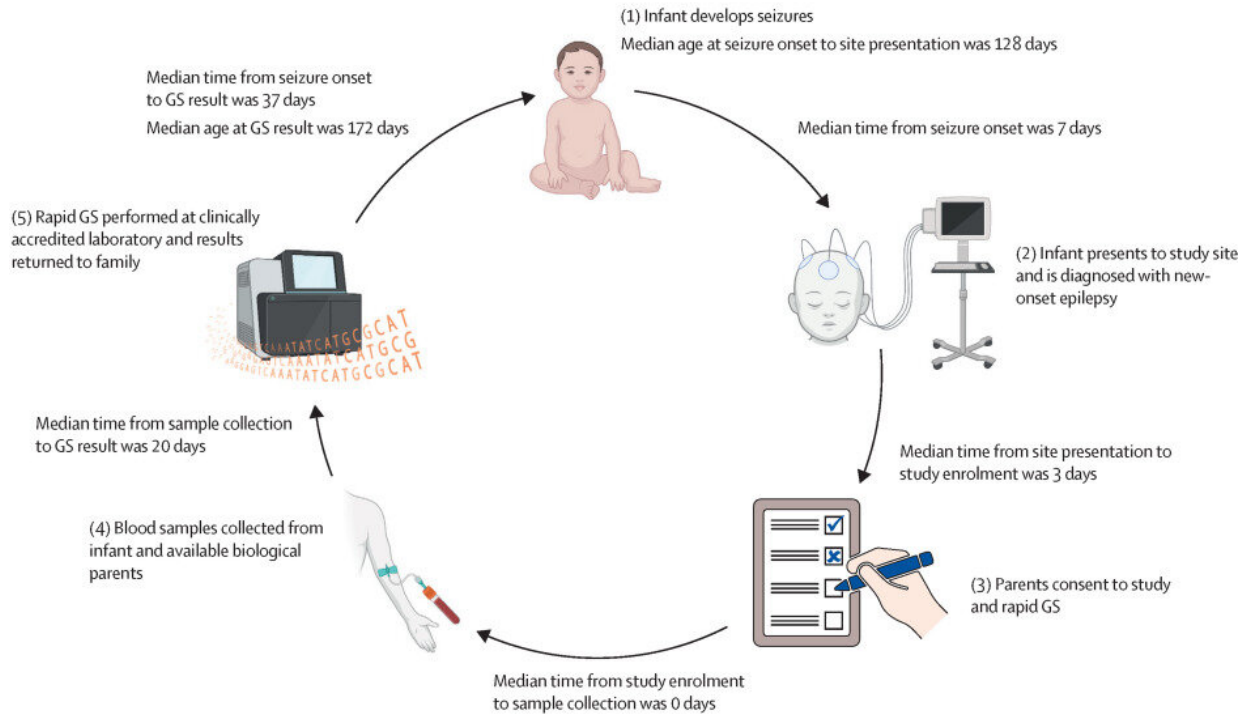 (1) Infant develops seizures
Median age at seizure onset to site presentation was 128 days
Median time from seizure onset was 7 days
(2) Infant presents to study site
and is diagnosed with new-
onset epilepsy
Median time from site presentation to
study enrolment was 3 days
(3) Parents consent to study
and rapid GS
Median time from study enrolment
to sample collection was 0 days
(4) Blood samples collected from
infant and available biological
parents
Median time from sample collection
to GS result was 20 days
(5) Rapid GS performed at clinically
accredited laboratory and results
returned to family
Median time from seizure onset
to GS result was 37 days
Median age at GS result was 172 days